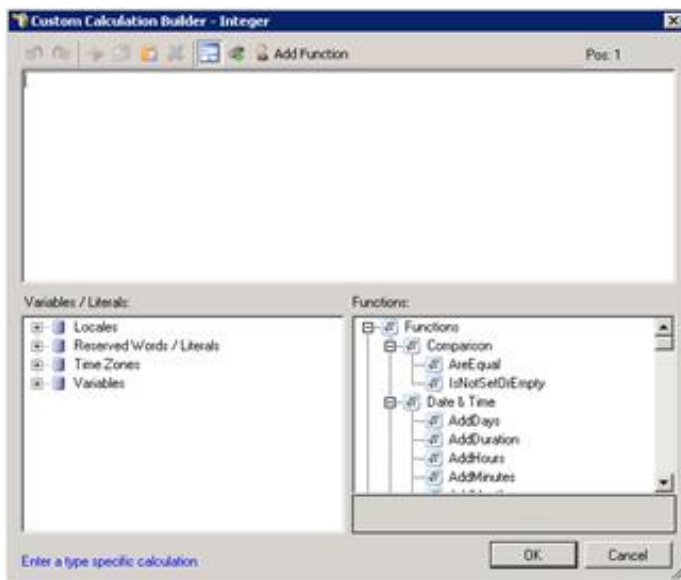 Custom Calculation Builder - Integer
Add Function
Pos: 1
Variables / Literals:
Locales
Reserved Words / Literals
Time Zones
Variables
Functions:
Functions
Comparison
AreEqual
IsNotSetOrEmpty
Date & Time
AddDays
AddDuration
AddHours
AddMinutes
Enter a type specific calculation
OK
Cancel